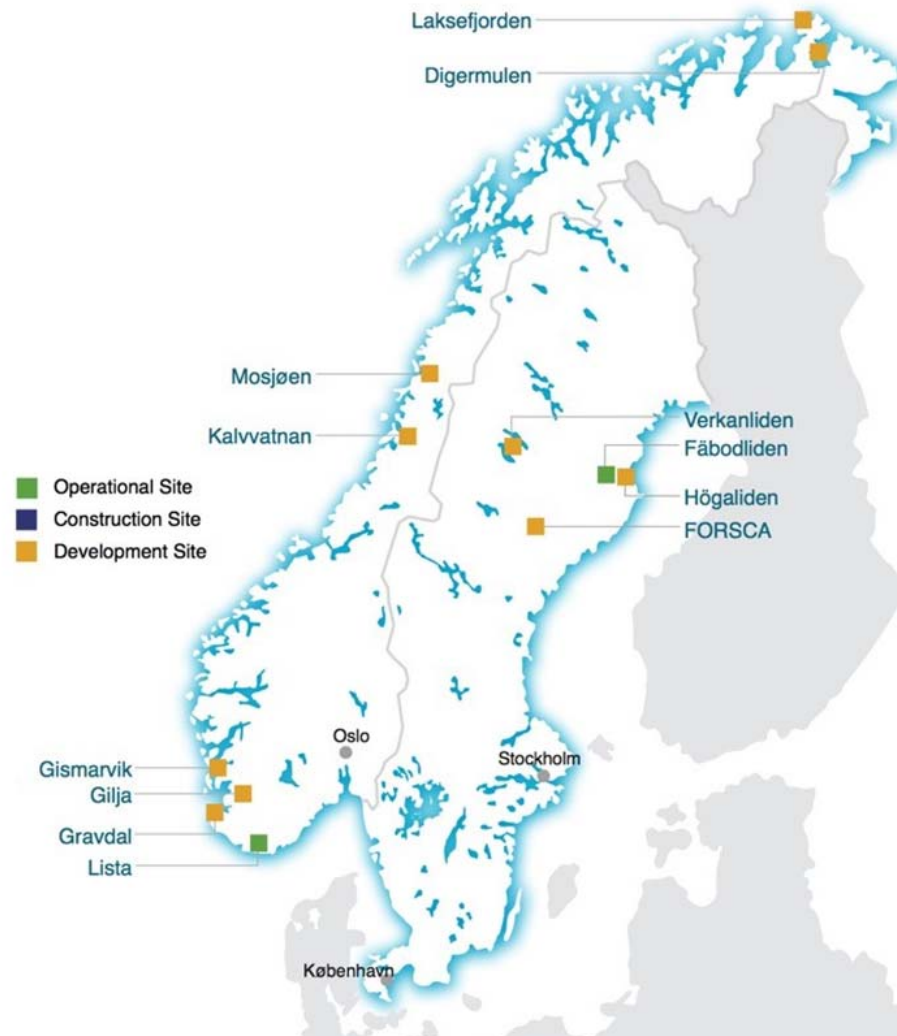 Laksefjorden
Digermulen
Mosjøen
Kalvvatnan
Verkanliden
Fäbodliden
Högaliden
FORSCA
Operational Site
Construction Site
Development Site
Oslo
Stockholm
Gismarvik
Gilja
Gravdal
Lista
København